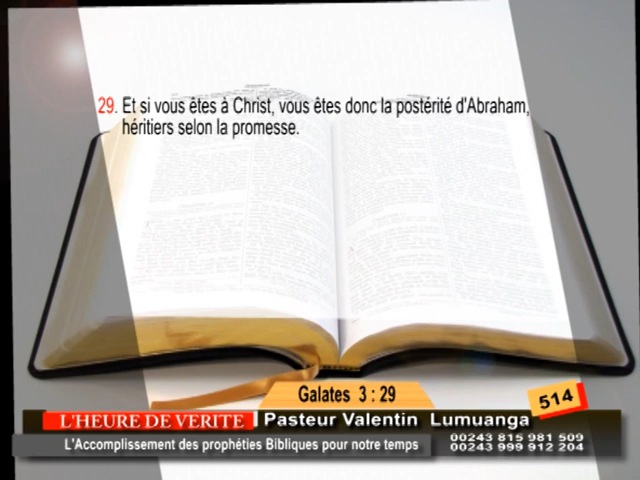 29. Et si vous êtes à Christ, vous êtes donc la postérité d'Abraham,
héritiers selon la promesse.
Galates 3 : 29
514
L'HEURE DE VERITE Pasteur Valentin Lumuanga
L'Accomplissement des prophéties Bibliques pour notre temps
00243 815 981 509
00243 999 912 204